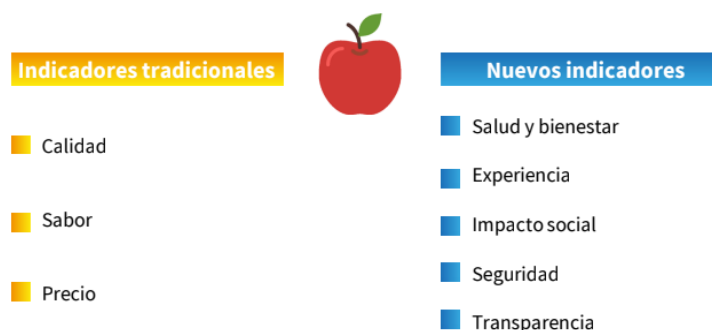 Indicadores tradicionales
Calidad
Sabor
Precio
Nuevos indicadores
Salud y bienestar
Experiencia
Impacto social
Seguridad
Transparencia